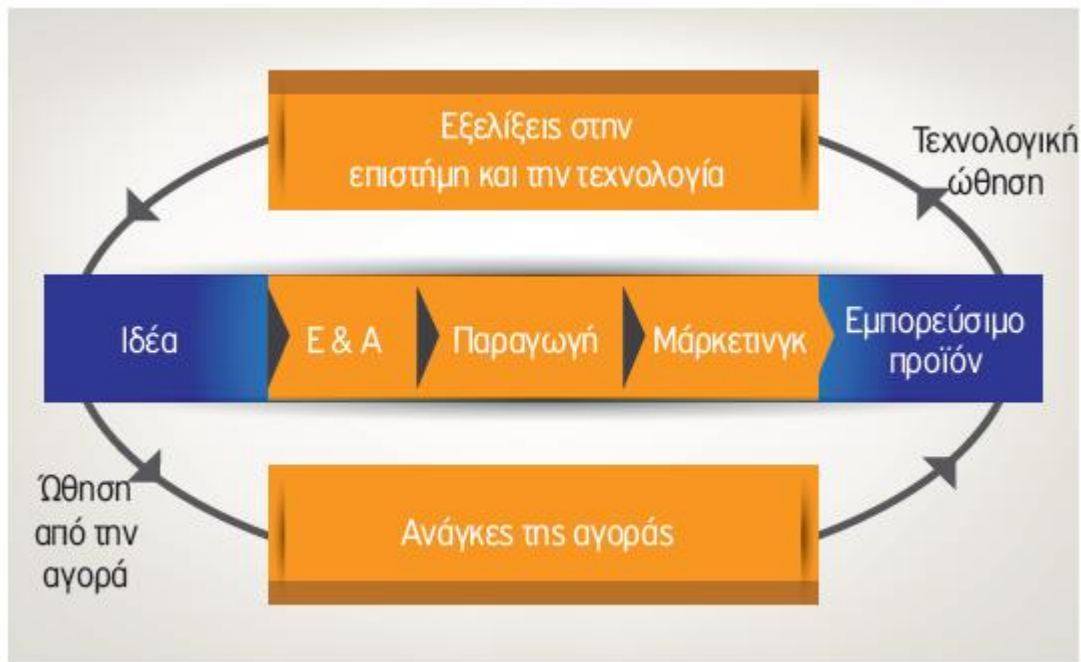 Εξελίξεις στην
επιστήμη και την τεχνολογία
Τεχνολογική
ώθηση
Ιδέα
Ε & Α
Παραγωγή
Μάρκετινγκ
Εμπορεύσιμο
προϊόν
Ώθηση
από την
αγορά
Ανάγκες της αγοράς